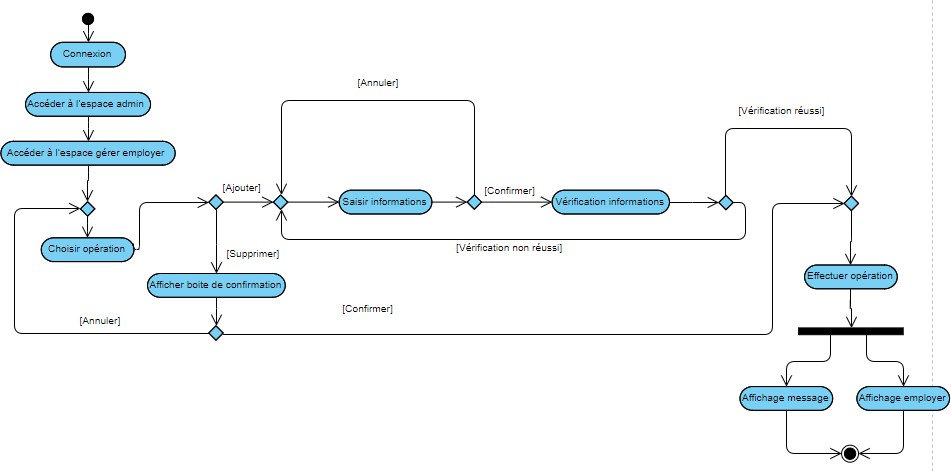 Connexion
Accéder à l'espace admin
Accéder à l'espace gérer employer
Choisir opération
[Ajouter]
[Supprimer]
Afficher boite de confirmation
[Annuler]
[Confirmer]
[Annuler]
Saisir informations
[Confirmer]
Vérification informations
[Vérification non réussi]
[Vérification réussi]
Effectuer opération
Affichage message
Affichage employer